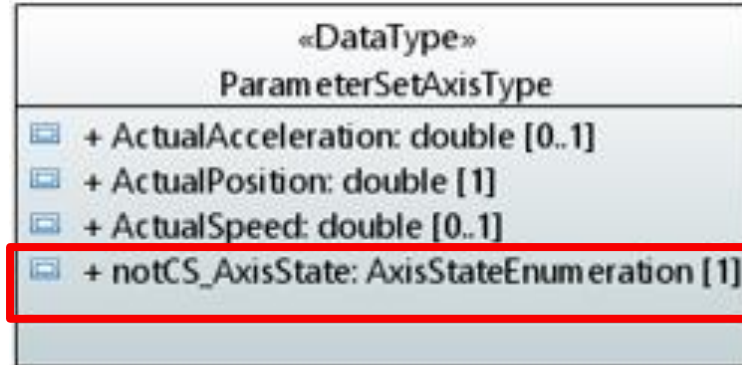 «DataType»
ParameterSetAxisType
+ ActualAcceleration: double [0..1]
+ ActualPosition: double [1]
+ ActualSpeed: double [0..1]
+ notCS_AxisState: AxisStateEnumeration [1]